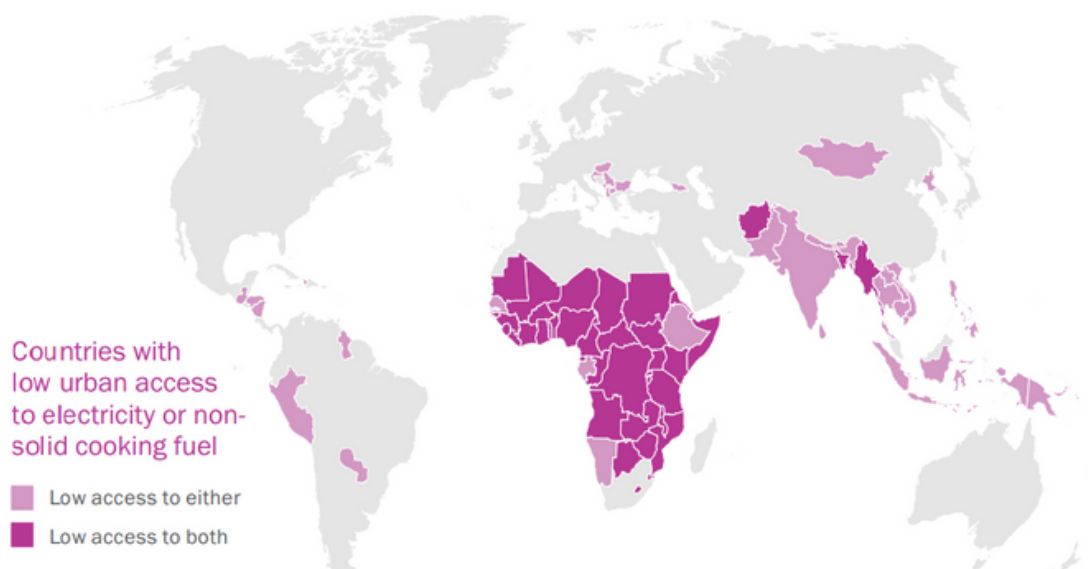 Countries with
low urban access
to electricity or non-
solid cooking fuel
Low access to either
Low access to both